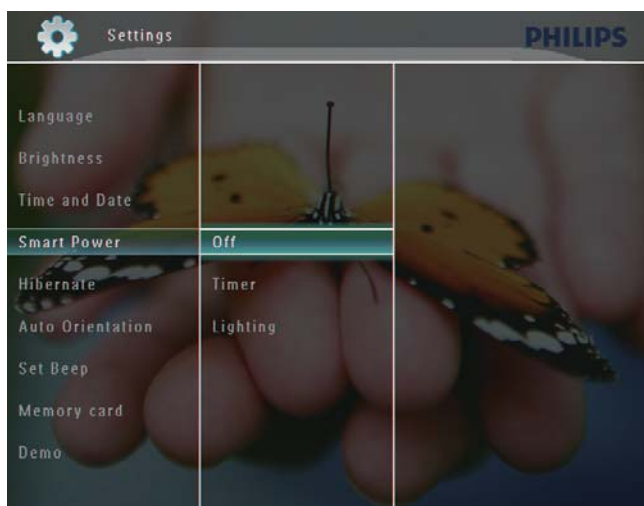 Settings
PHILIPS
Language
Brightness
Time and Date
Smart Power
Off
Hibernate
Timer
Auto Orientation
Lighting
Set Beep
Memory card
Demo